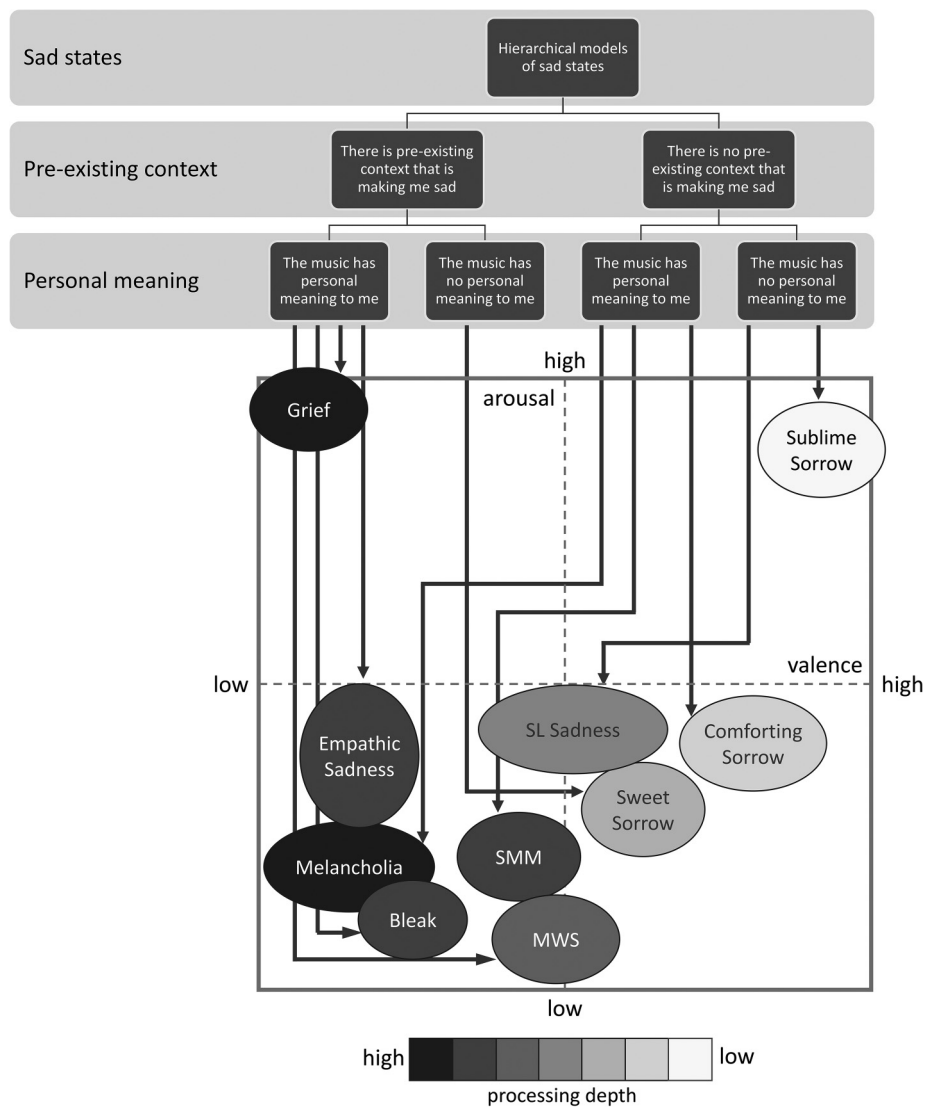 Sad states
Hierarchical models
of sad states
Pre-existing context
There is pre-existing
context that is
making me sad
There is no pre-
existing context that
is making me sad
Personal meaning
The music has
personal
meaning to me
The music has
no personal
meaning to me
The music has
personal
meaning to me
The music has
no personal
meaning to me
high
arousal
Grief
Sublime
Sorrow
valence
low
high
Empathic
Sadness
SL Sadness
Comforting
Sorrow
Sweet
Sorrow
Melancholia
SMM
Bleak
MWS
low
high
low
processing depth